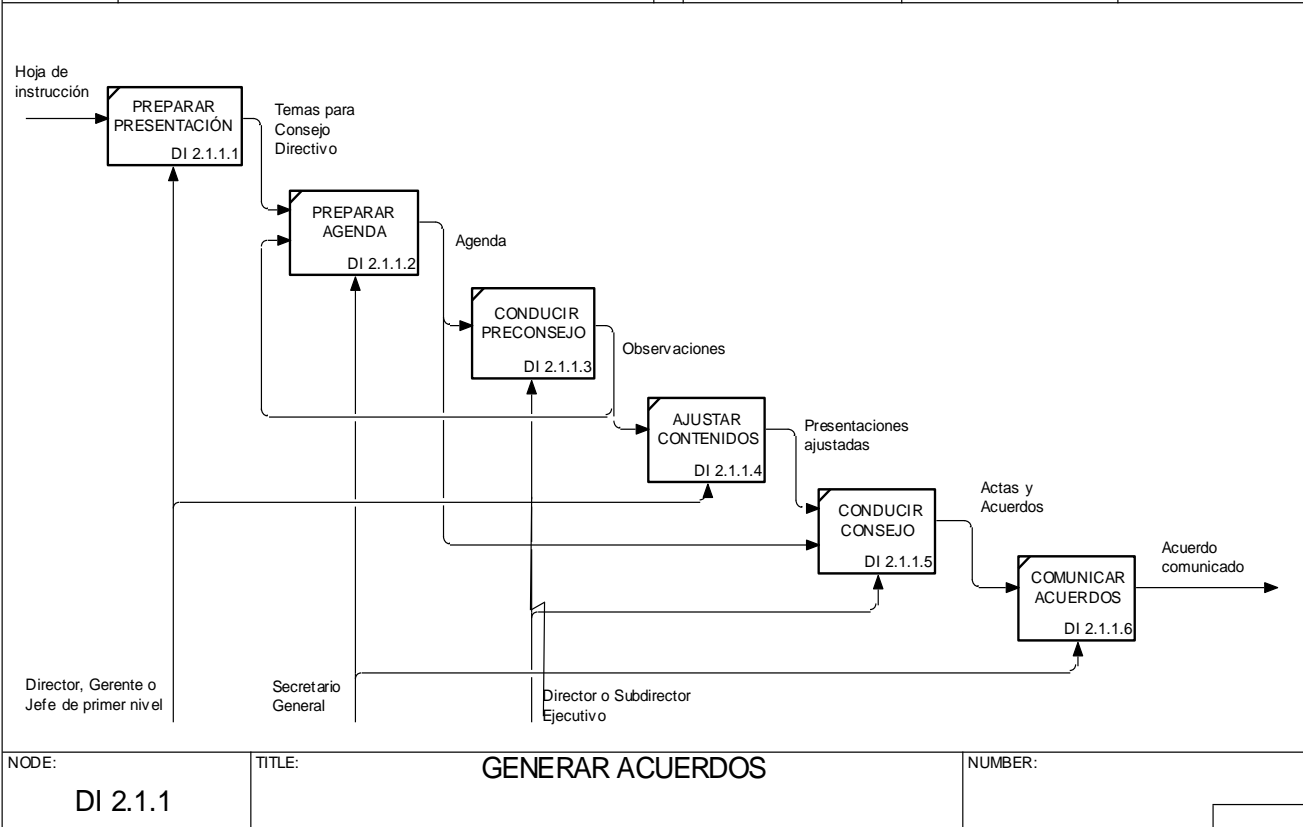 Hoja de
instrucción
PREPARAR
PRESENTACIÓN
DI 2.1.1.1
Temas para
Consejo
Directivo
PREPARAR
AGENDA
DI 2.1.1.2
Agenda
CONDUCIR
PRECONSEJO
DI 2.1.1.3
Observaciones
AJUSTAR
CONTENIDOS
DI 2.1.1.4
Presentaciones
ajustadas
CONDUCIR
CONSEJO
DI 2.1.1.5
Actas y
Acuerdos
COMUNICAR
ACUERDOS
DI 2.1.1.6
Acuerdo
comunicado
Director, Gerente o
Jefe de primer nivel
Secretario
General
Director o Subdirector
Ejecutivo
NODE:
DI 2.1.1
TITLE:
GENERAR ACUERDOS
NUMBER: